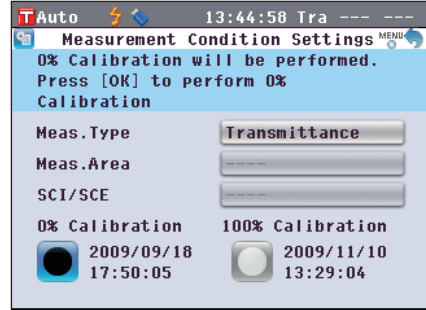 T Auto 13:44:58 Tra --- ---
Measurement Condition Settings MENU
0% Calibration will be performed.
Press [OK] to perform 0%
Calibration
Meas.Type Transmittance
Meas.Area ----
SCI/SCE ----
0% Calibration 100% Calibration
2009/09/18 2009/11/10
17:50:05 13:29:04